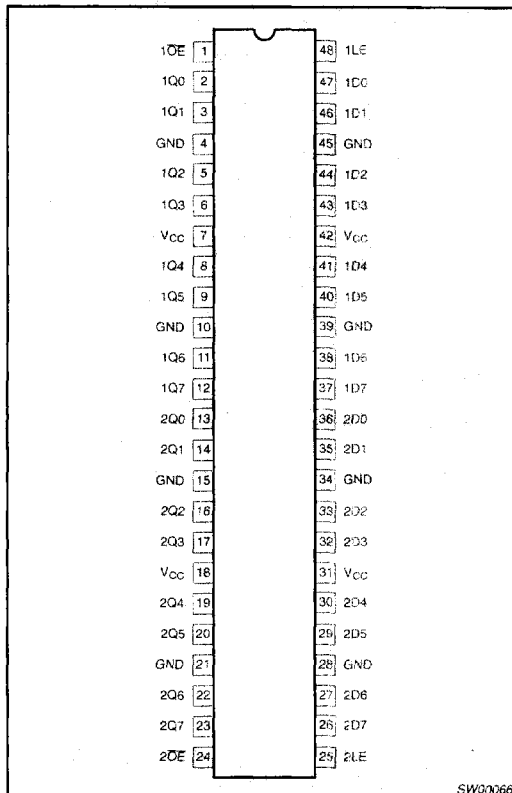 1O̅E̅ 1 48 1LE
1Q0 2 47 1D0
1Q1 3 46 1D1
GND 4 45 GND
1Q2 5 44 1D2
1Q3 6 43 1D3
VCC 7 42 VCC
1Q4 8 41 1D4
1Q5 9 40 1D5
GND 10 39 GND
1Q6 11 38 1D6
1Q7 12 37 1D7
2Q0 13 36 2D0
2Q1 14 35 2D1
GND 15 34 GND
2Q2 16 33 2D2
2Q3 17 32 2D3
VCC 18 31 VCC
2Q4 19 30 2D4
2Q5 20 29 2D5
GND 21 28 GND
2Q6 22 27 2D6
2Q7 23 26 2D7
2O̅E̅ 24 25 2LE
SW00066